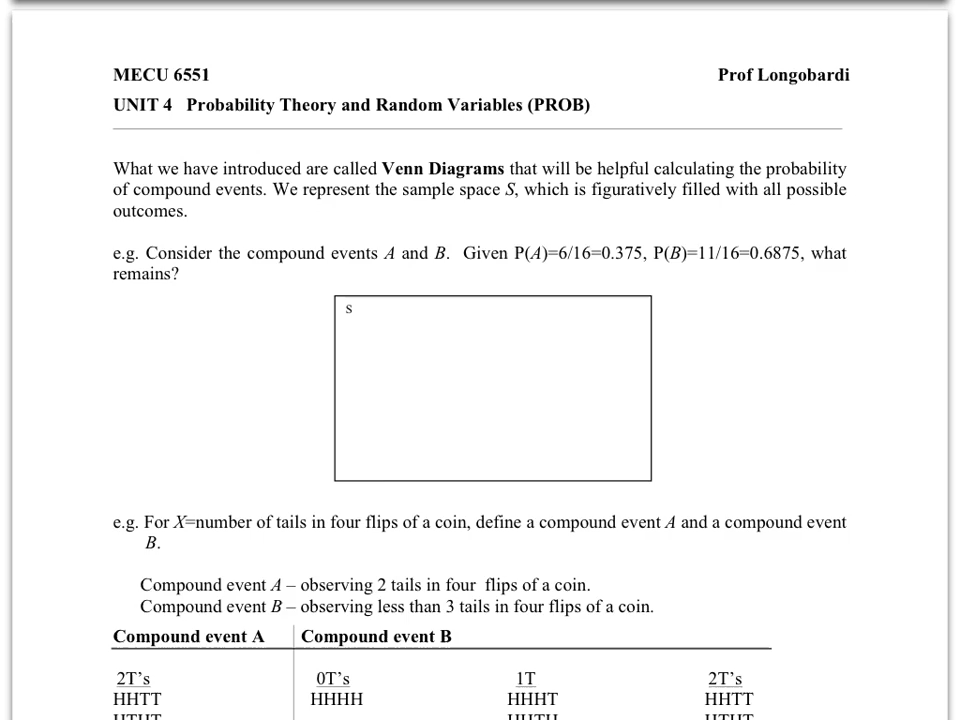 MECU 6551 Prof Longobardi
UNIT 4 Probability Theory and Random Variables (PROB)
What we have introduced are called Venn Diagrams that will be helpful calculating the probability
of compound events. We represent the sample space S, which is figuratively filled with all possible
outcomes.
e.g. Consider the compound events A and B. Given P(A)=6/16=0.375, P(B)=11/16=0.6875, what
remains?
S
e.g. For X=number of tails in four flips of a coin, define a compound event A and a compound event
B.
Compound event A – observing 2 tails in four flips of a coin.
Compound event B – observing less than 3 tails in four flips of a coin.
Compound event A Compound event B
2T's 0T's 1T 2T's
HHTT HHHH HHHT HHTT